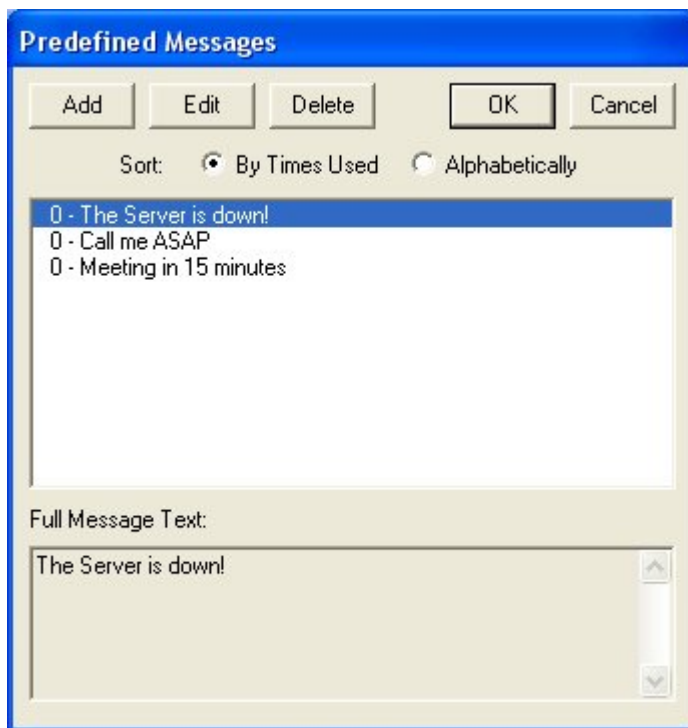 Predefined Messages
Add Edit Delete OK Cancel
Sort: By Times Used Alphabetically
0 - The Server is down!
0 - Call me ASAP
0 - Meeting in 15 minutes
Full Message Text:
The Server is down!